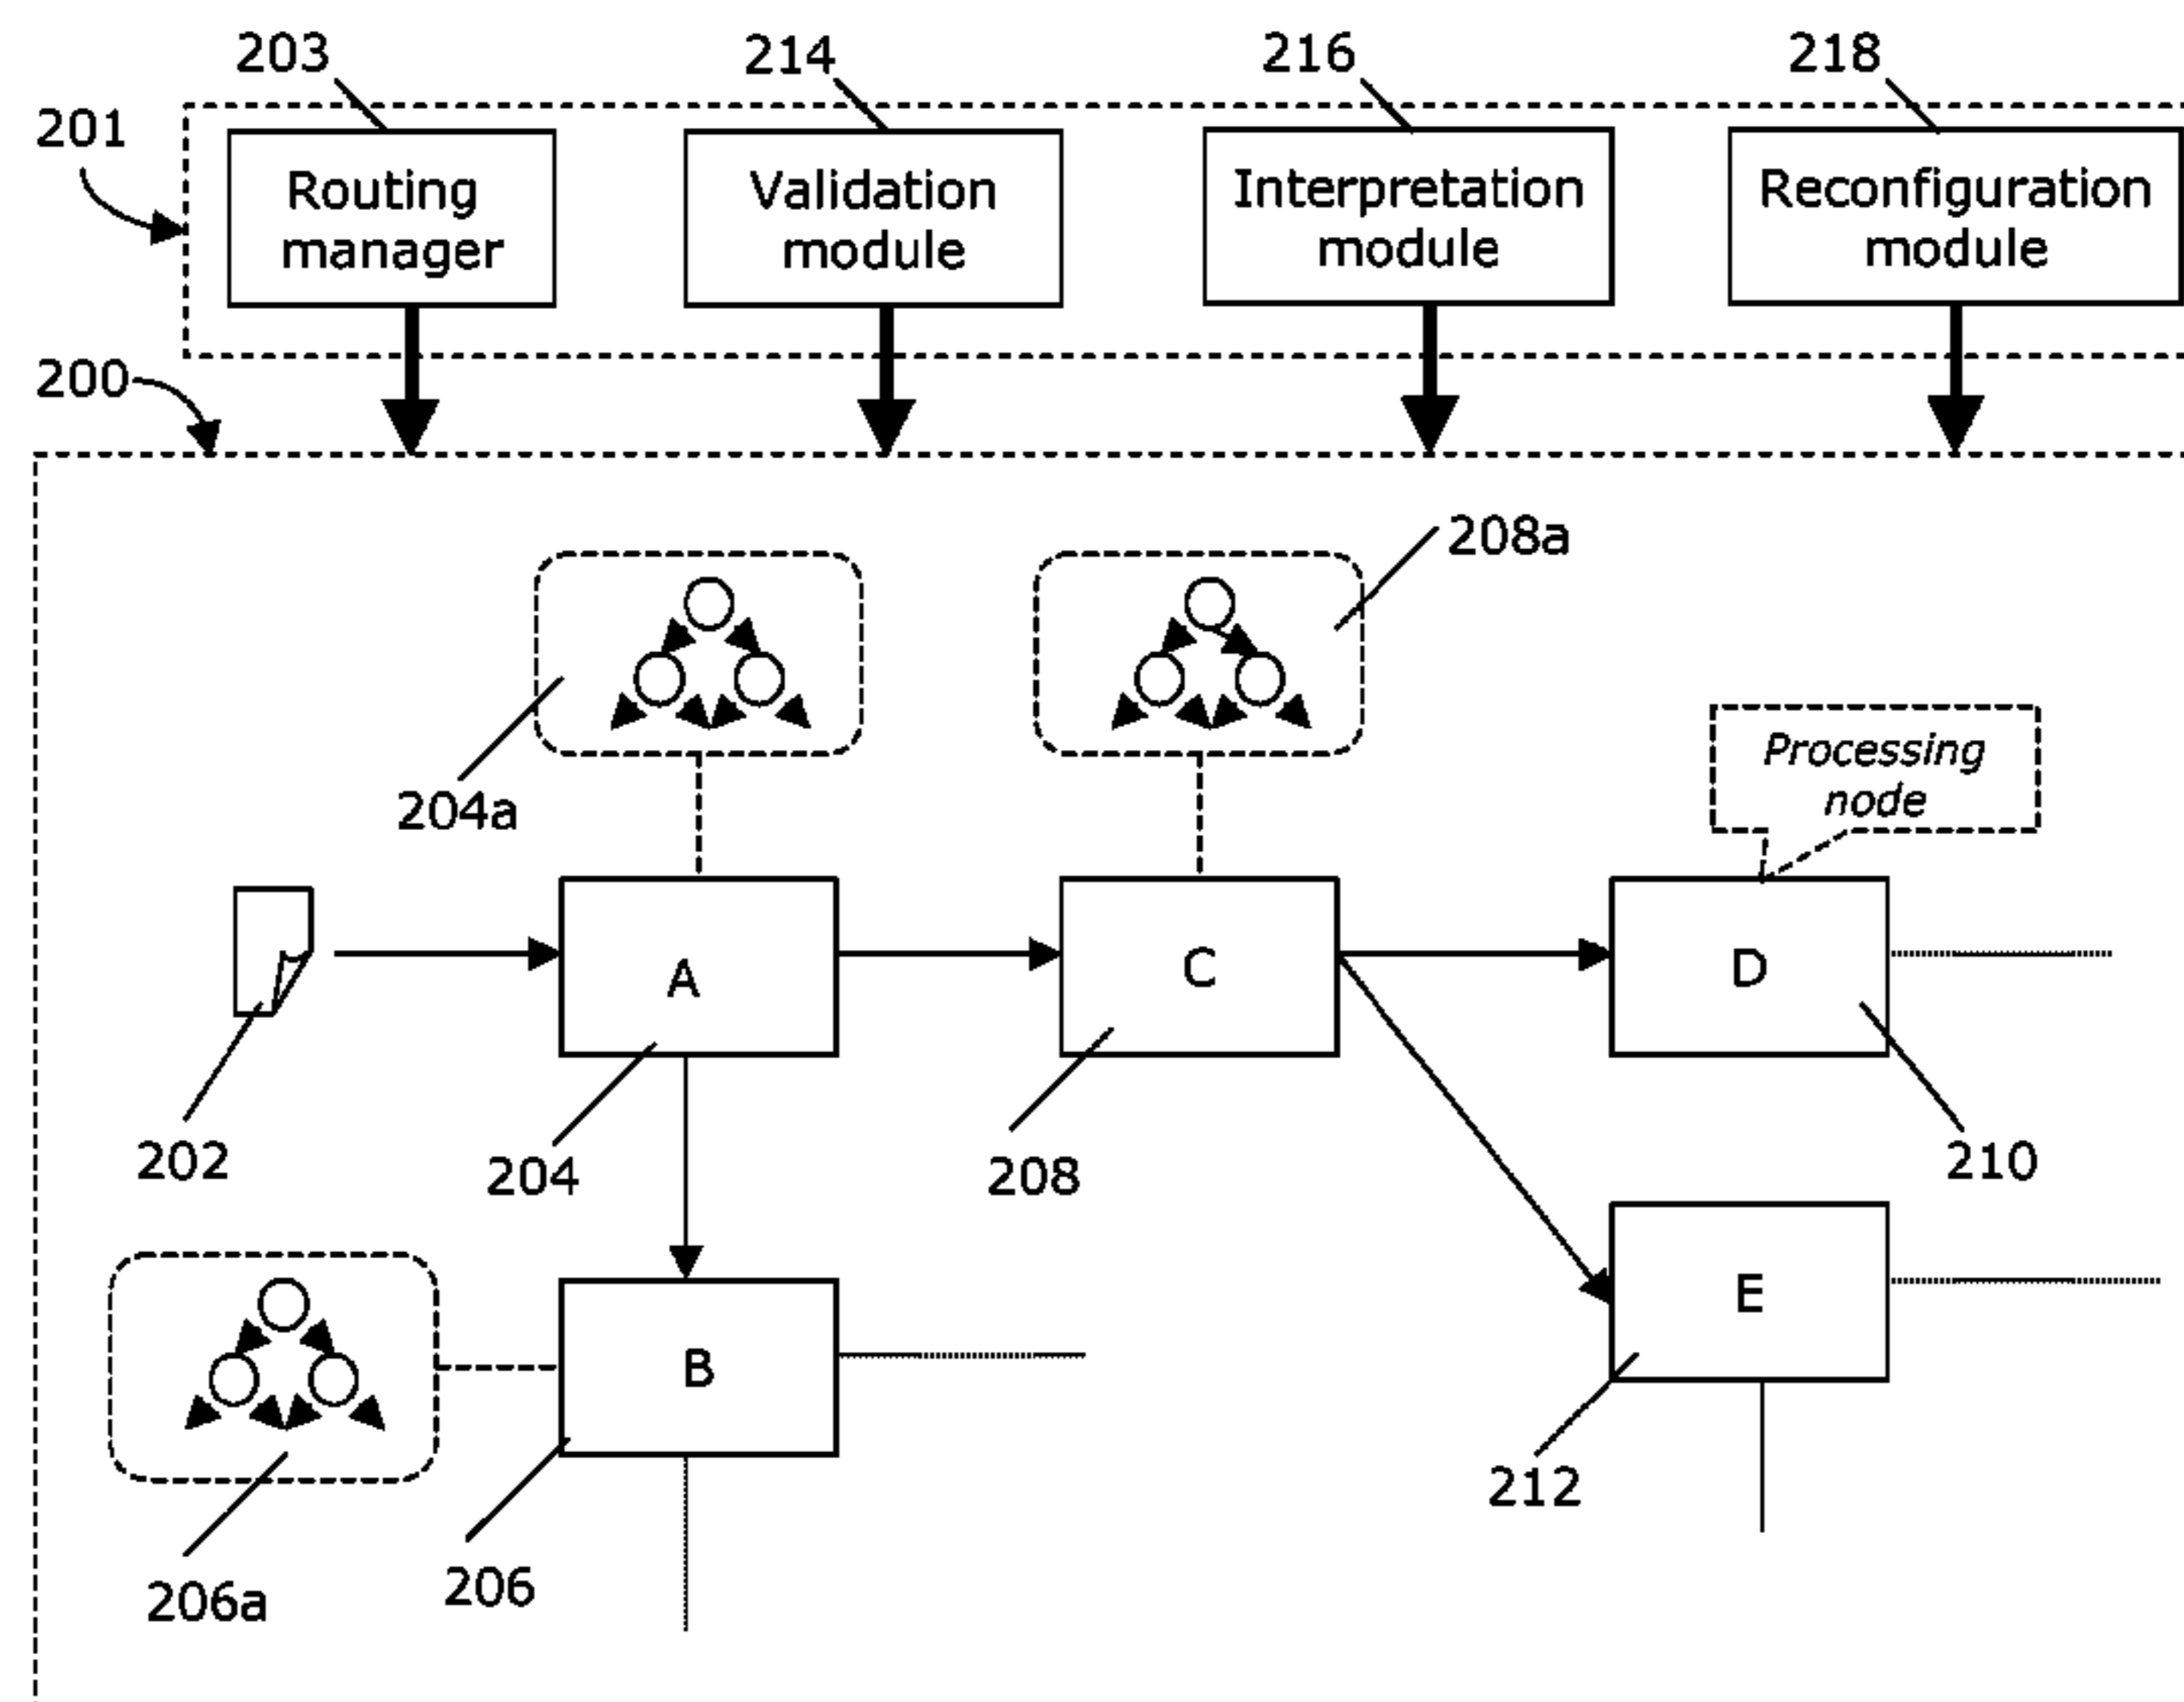 203
214
216
218
201
Routing
manager
Validation
module
Interpretation
module
Reconfiguration
module
200
208a
204a
Processing
node
A
C
D
202
204
208
210
E
B
212
206a
206